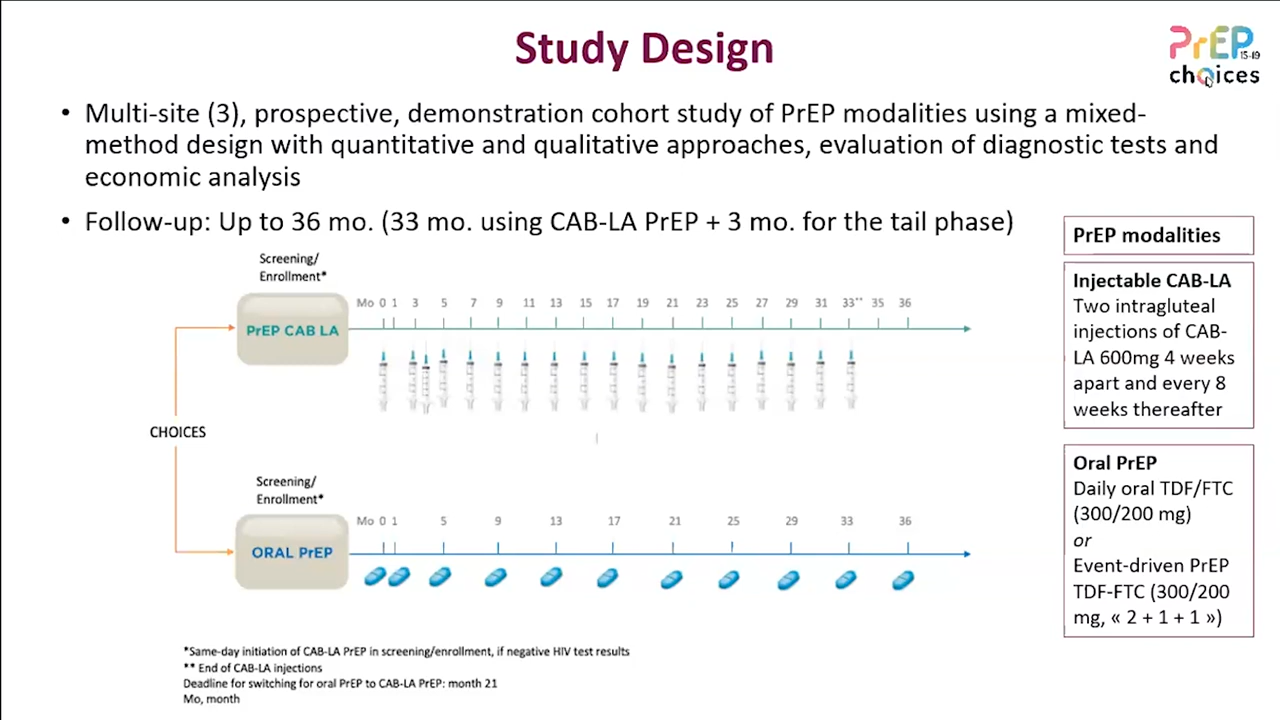 Study Design
PrEP
15-19
choices
• Multi-site (3), prospective, demonstration cohort study of PrEP modalities using a mixed-
method design with quantitative and qualitative approaches, evaluation of diagnostic tests and
economic analysis
• Follow-up: Up to 36 mo. (33 mo. using CAB-LA PrEP + 3 mo. for the tail phase)
Screening/
Enrollment*
Mo 0 1 3 5 7 9 11 13 15 17 19 21 23 25 27 29 31 33** 35 36
PrEP CAB LA
CHOICES
Screening/
Enrollment*
Mo 0 1 5 9 13 17 21 25 29 33 36
ORAL PrEP
PrEP modalities
Injectable CAB-LA
Two intragluteal
injections of CAB-
LA 600mg 4 weeks
apart and every 8
weeks thereafter
Oral PrEP
Daily oral TDF/FTC
(300/200 mg)
or
Event-driven PrEP
TDF-FTC (300/200
mg, « 2 + 1 + 1 »)
*Same-day initiation of CAB-LA PrEP in screening/enrollment, if negative HIV test results
** End of CAB-LA injections
Deadline for switching for oral PrEP to CAB-LA PrEP: month 21
Mo, month